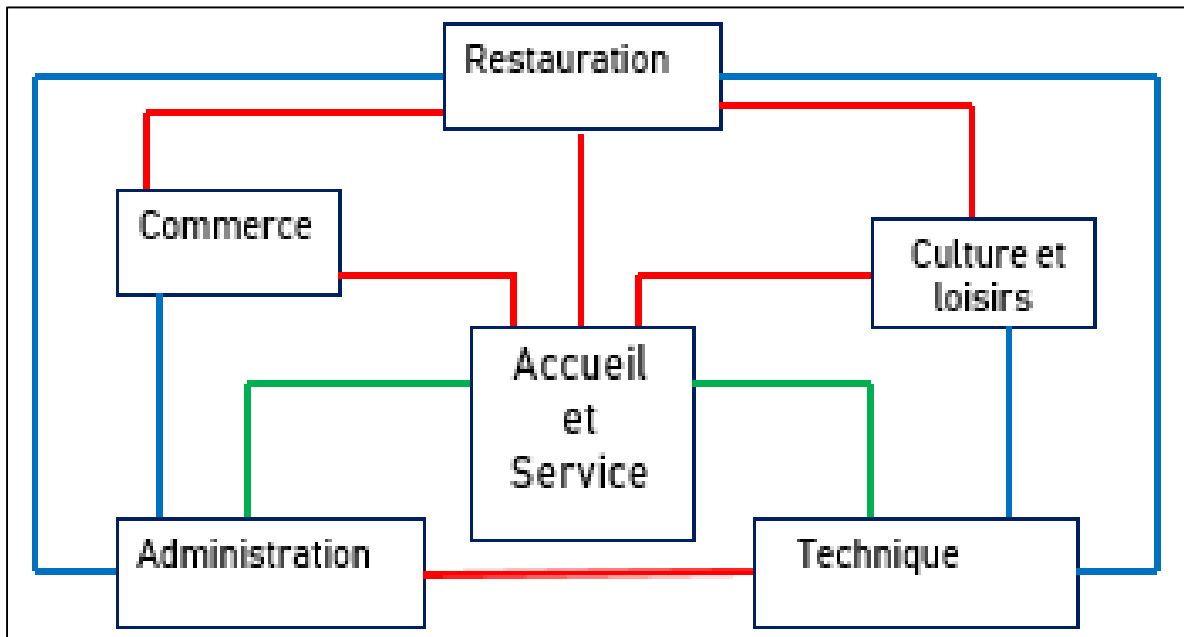 Restauration
Commerce
Culture et
loisirs
Accueil
et
Service
Administration
Technique